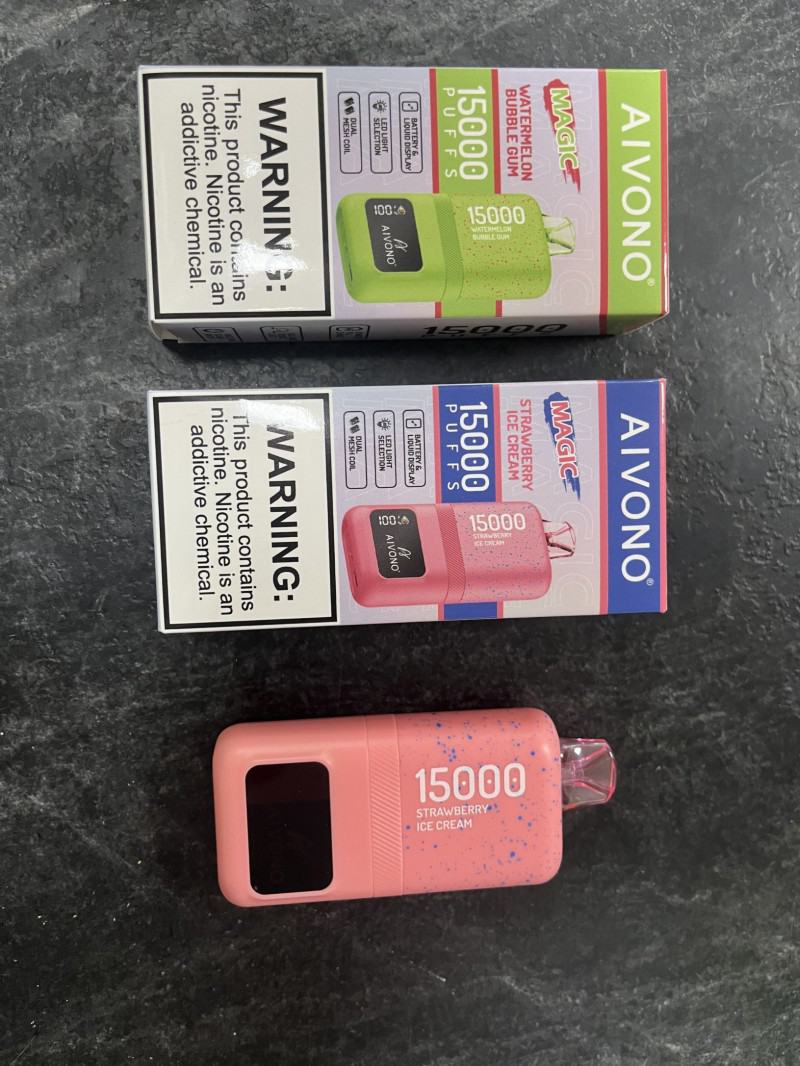 AIVONO®
MAGIC
WATERMELON
BUBBLE GUM
15000
PUFFS
BATTERY &
LIQUID DISPLAY
LED LIGHT
SELECTION
DUAL
MESH COIL
15000
WATERMELON
BUBBLE GUM
100
AIVONO
WARNING:
This product contains
nicotine. Nicotine is an
addictive chemical.
15000
AIVONO®
MAGIC
STRAWBERRY
ICE CREAM
15000
PUFFS
BATTERY &
LIQUID DISPLAY
LED LIGHT
SELECTION
DUAL
MESH COIL
15000
STRAWBERRY
ICE CREAM
100
AIVONO
WARNING:
This product contains
nicotine. Nicotine is an
addictive chemical.
15000
STRAWBERRY
ICE CREAM